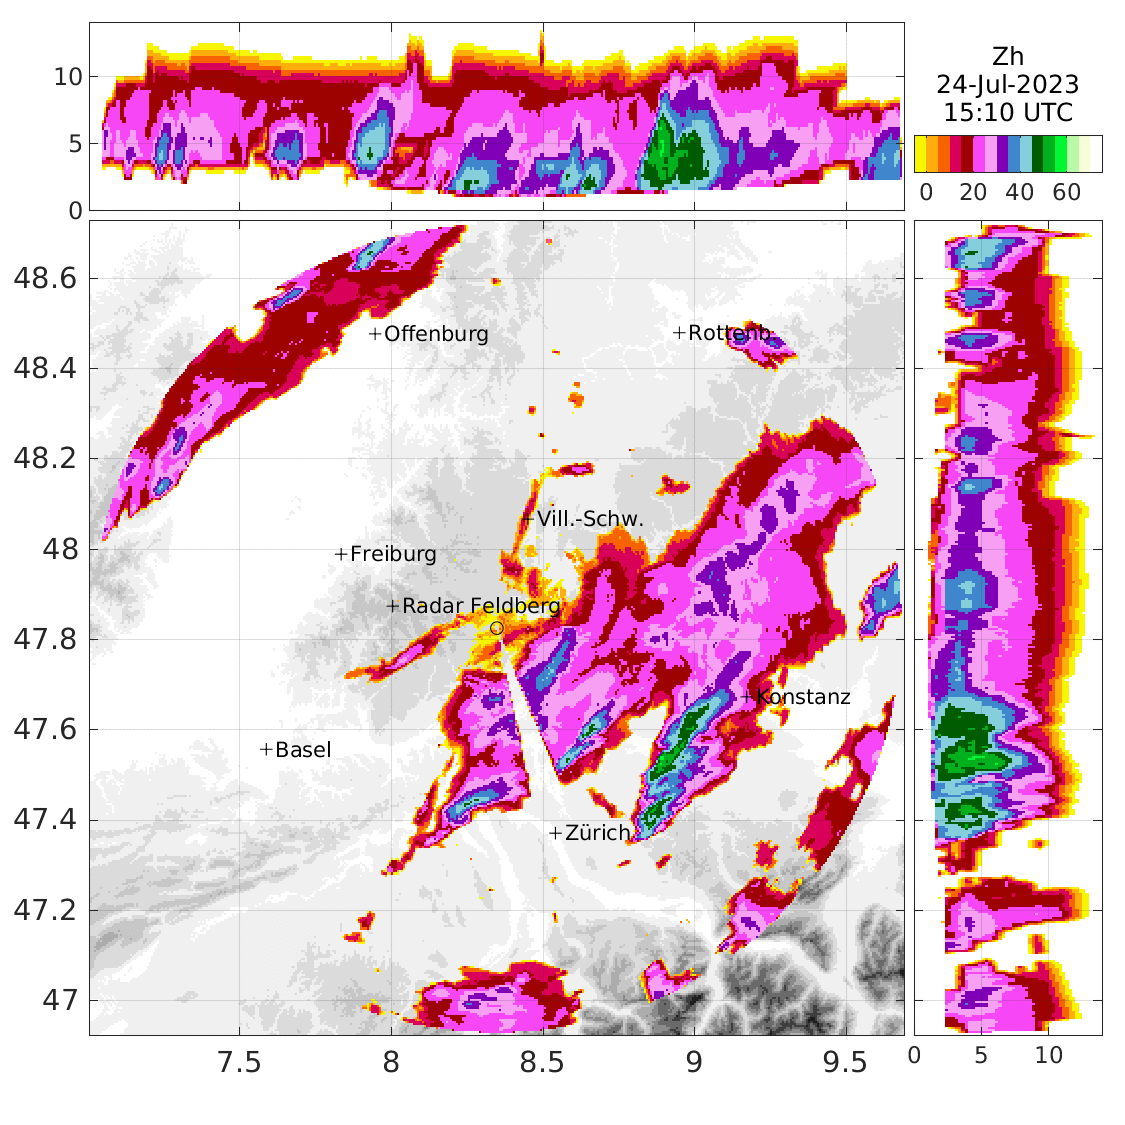 Zh
24-Jul-2023
15:10 UTC
0 20 40 60
10
5
0
48.6
48.4
48.2
48
47.8
47.6
47.4
47.2
47
+Offenburg
+Rottenb.
+Vill.-Schw.
+Freiburg
+Radar Feldberg
+Konstanz
+Basel
+Zürich
7.5 8 8.5 9 9.5
0 5 10